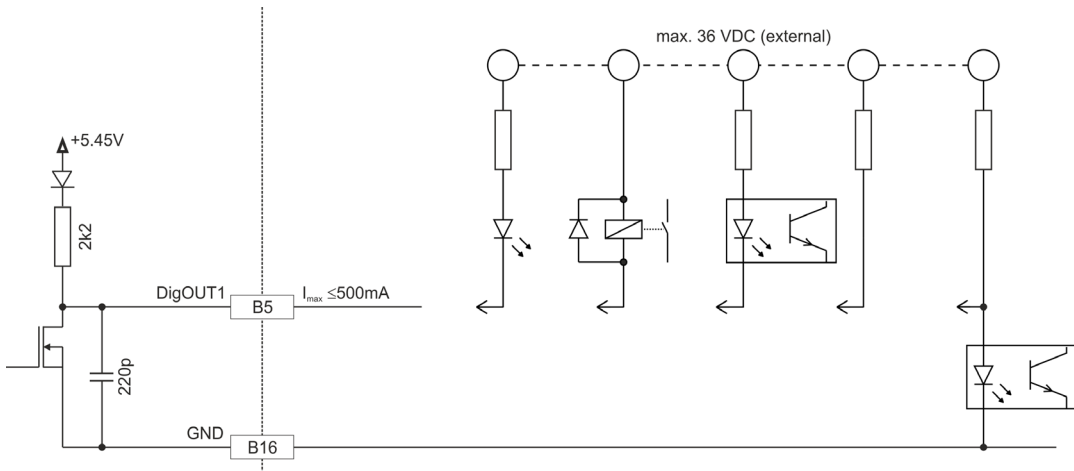 max. 36 VDC (external)
+5.45V
2k2
DigOUT1
B5
Imax ≤500mA
220p
GND
B16